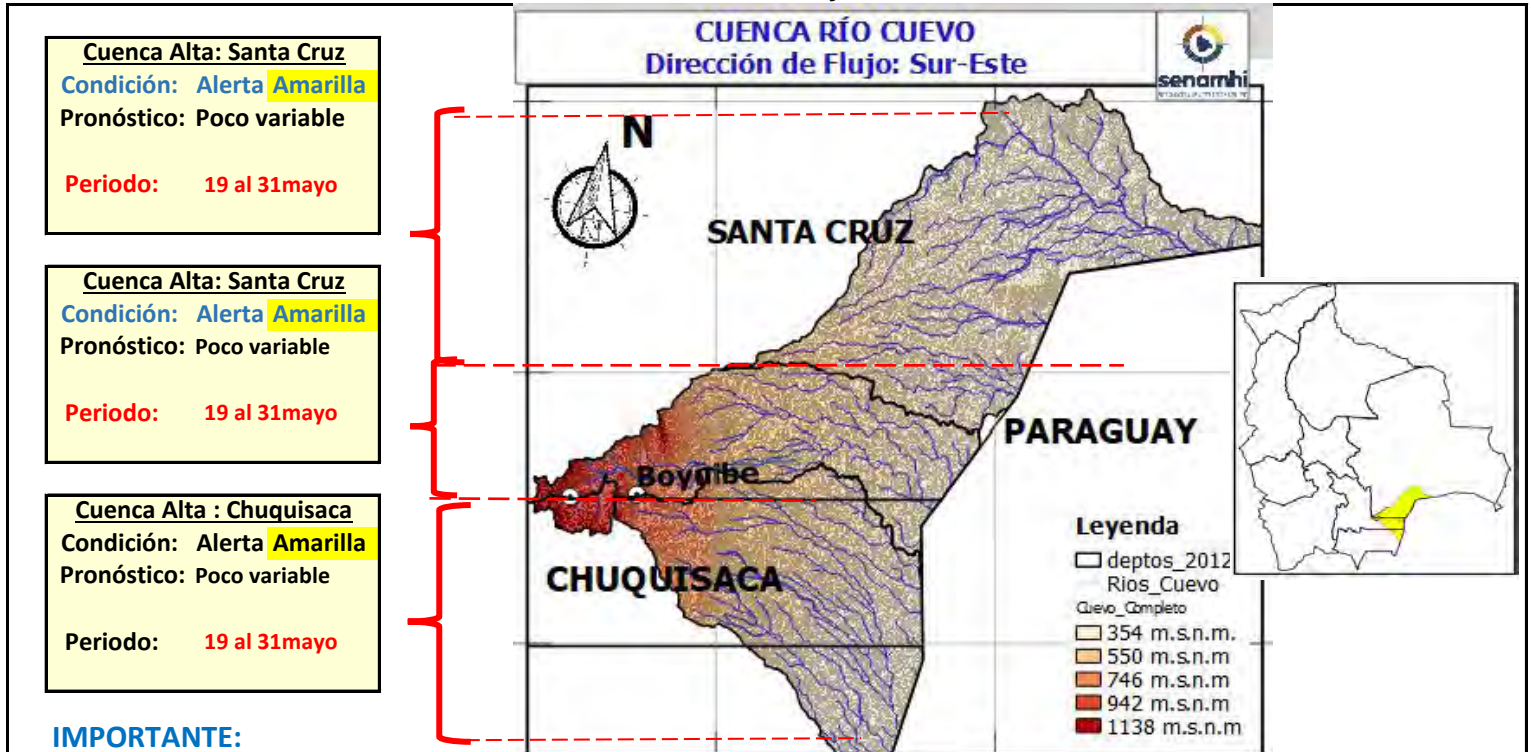 Cuenca Alta: Santa Cruz
Condición: Alerta Amarilla
Pronóstico: Poco variable
Periodo: 19 al 31mayo
Cuenca Alta: Santa Cruz
Condición: Alerta Amarilla
Pronóstico: Poco variable
Periodo: 19 al 31mayo
Cuenca Alta : Chuquisaca
Condición: Alerta Amarilla
Pronóstico: Poco variable
Periodo: 19 al 31mayo
IMPORTANTE:
CUENCA RÍO CUEVO
Dirección de Flujo: Sur-Este
senamhi
N
SANTA CRUZ
PARAGUAY
Boyuibe
CHUQUISACA
Leyenda
deptos_2012
Rios_Cuevo
Cuevo_Completo
354 m.s.n.m.
550 m.s.n.m
746 m.s.n.m
942 m.s.n.m
1138 m.s.n.m